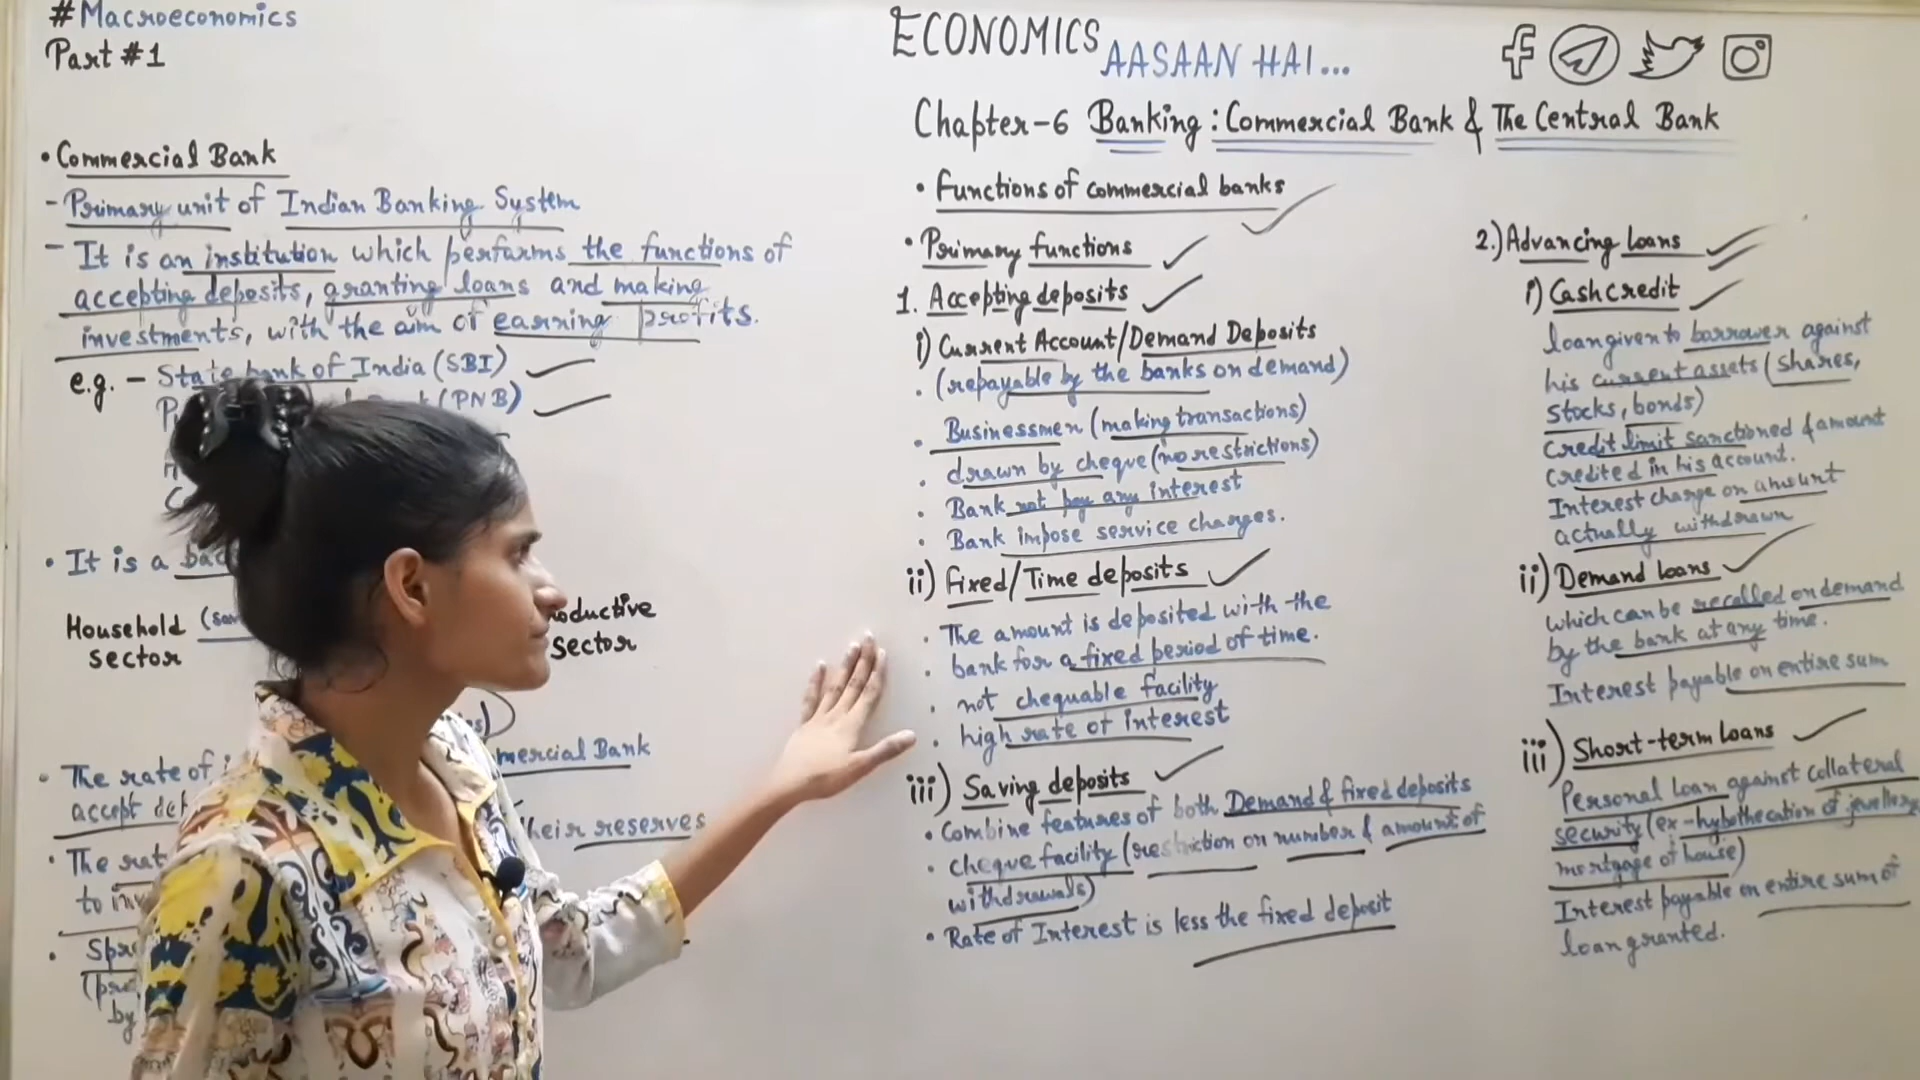 #Macroeconomics
Part #1
• Commercial Bank
- Primary unit of Indian Banking System
- It is an institution which performs the functions of
accepting deposits, granting loans and making
investments, with the aim of earning profits.
e.g. - State bank of India (SBI)
(PNB)
• It is a
Household
sector
sector
mercial Bank
• The rate of
accept
their reserves
• The
to
•
by
ECONOMICS
AASAAN HAI...
Chapter-6 Banking : Commercial Bank & The Central Bank
• Functions of commercial banks
• Primary functions
1. Accepting deposits
i) Current Account/Demand Deposits
• (repayable by the banks on demand)
• Businessmen (making transactions)
• drawn by cheque (no restrictions)
• Bank not pay any interest
• Bank impose service charges.
ii) Fixed/Time deposits
• The amount is deposited with the
• bank for a fixed period of time.
• not chequable facility
• high rate of interest
iii) Saving deposits
• Combine features of both Demand & fixed deposits
• cheque facility (restriction on number & amount of
withdrawals)
• Rate of Interest is less the fixed deposit
2.) Advancing loans
i) Cash credit
loan given to borrower against
his current assets (shares,
stocks, bonds)
credit limit sanctioned & amount
credited in his account.
Interest charge on amount
actually withdrawn
ii) Demand loans
which can be recalled on demand
by the bank at any time.
Interest payable on entire sum
iii) Short-term loans
Personal loan against collateral
security (ex-hypothecation of jewellery
mortgage of house)
Interest payable on entire sum of
loan granted.